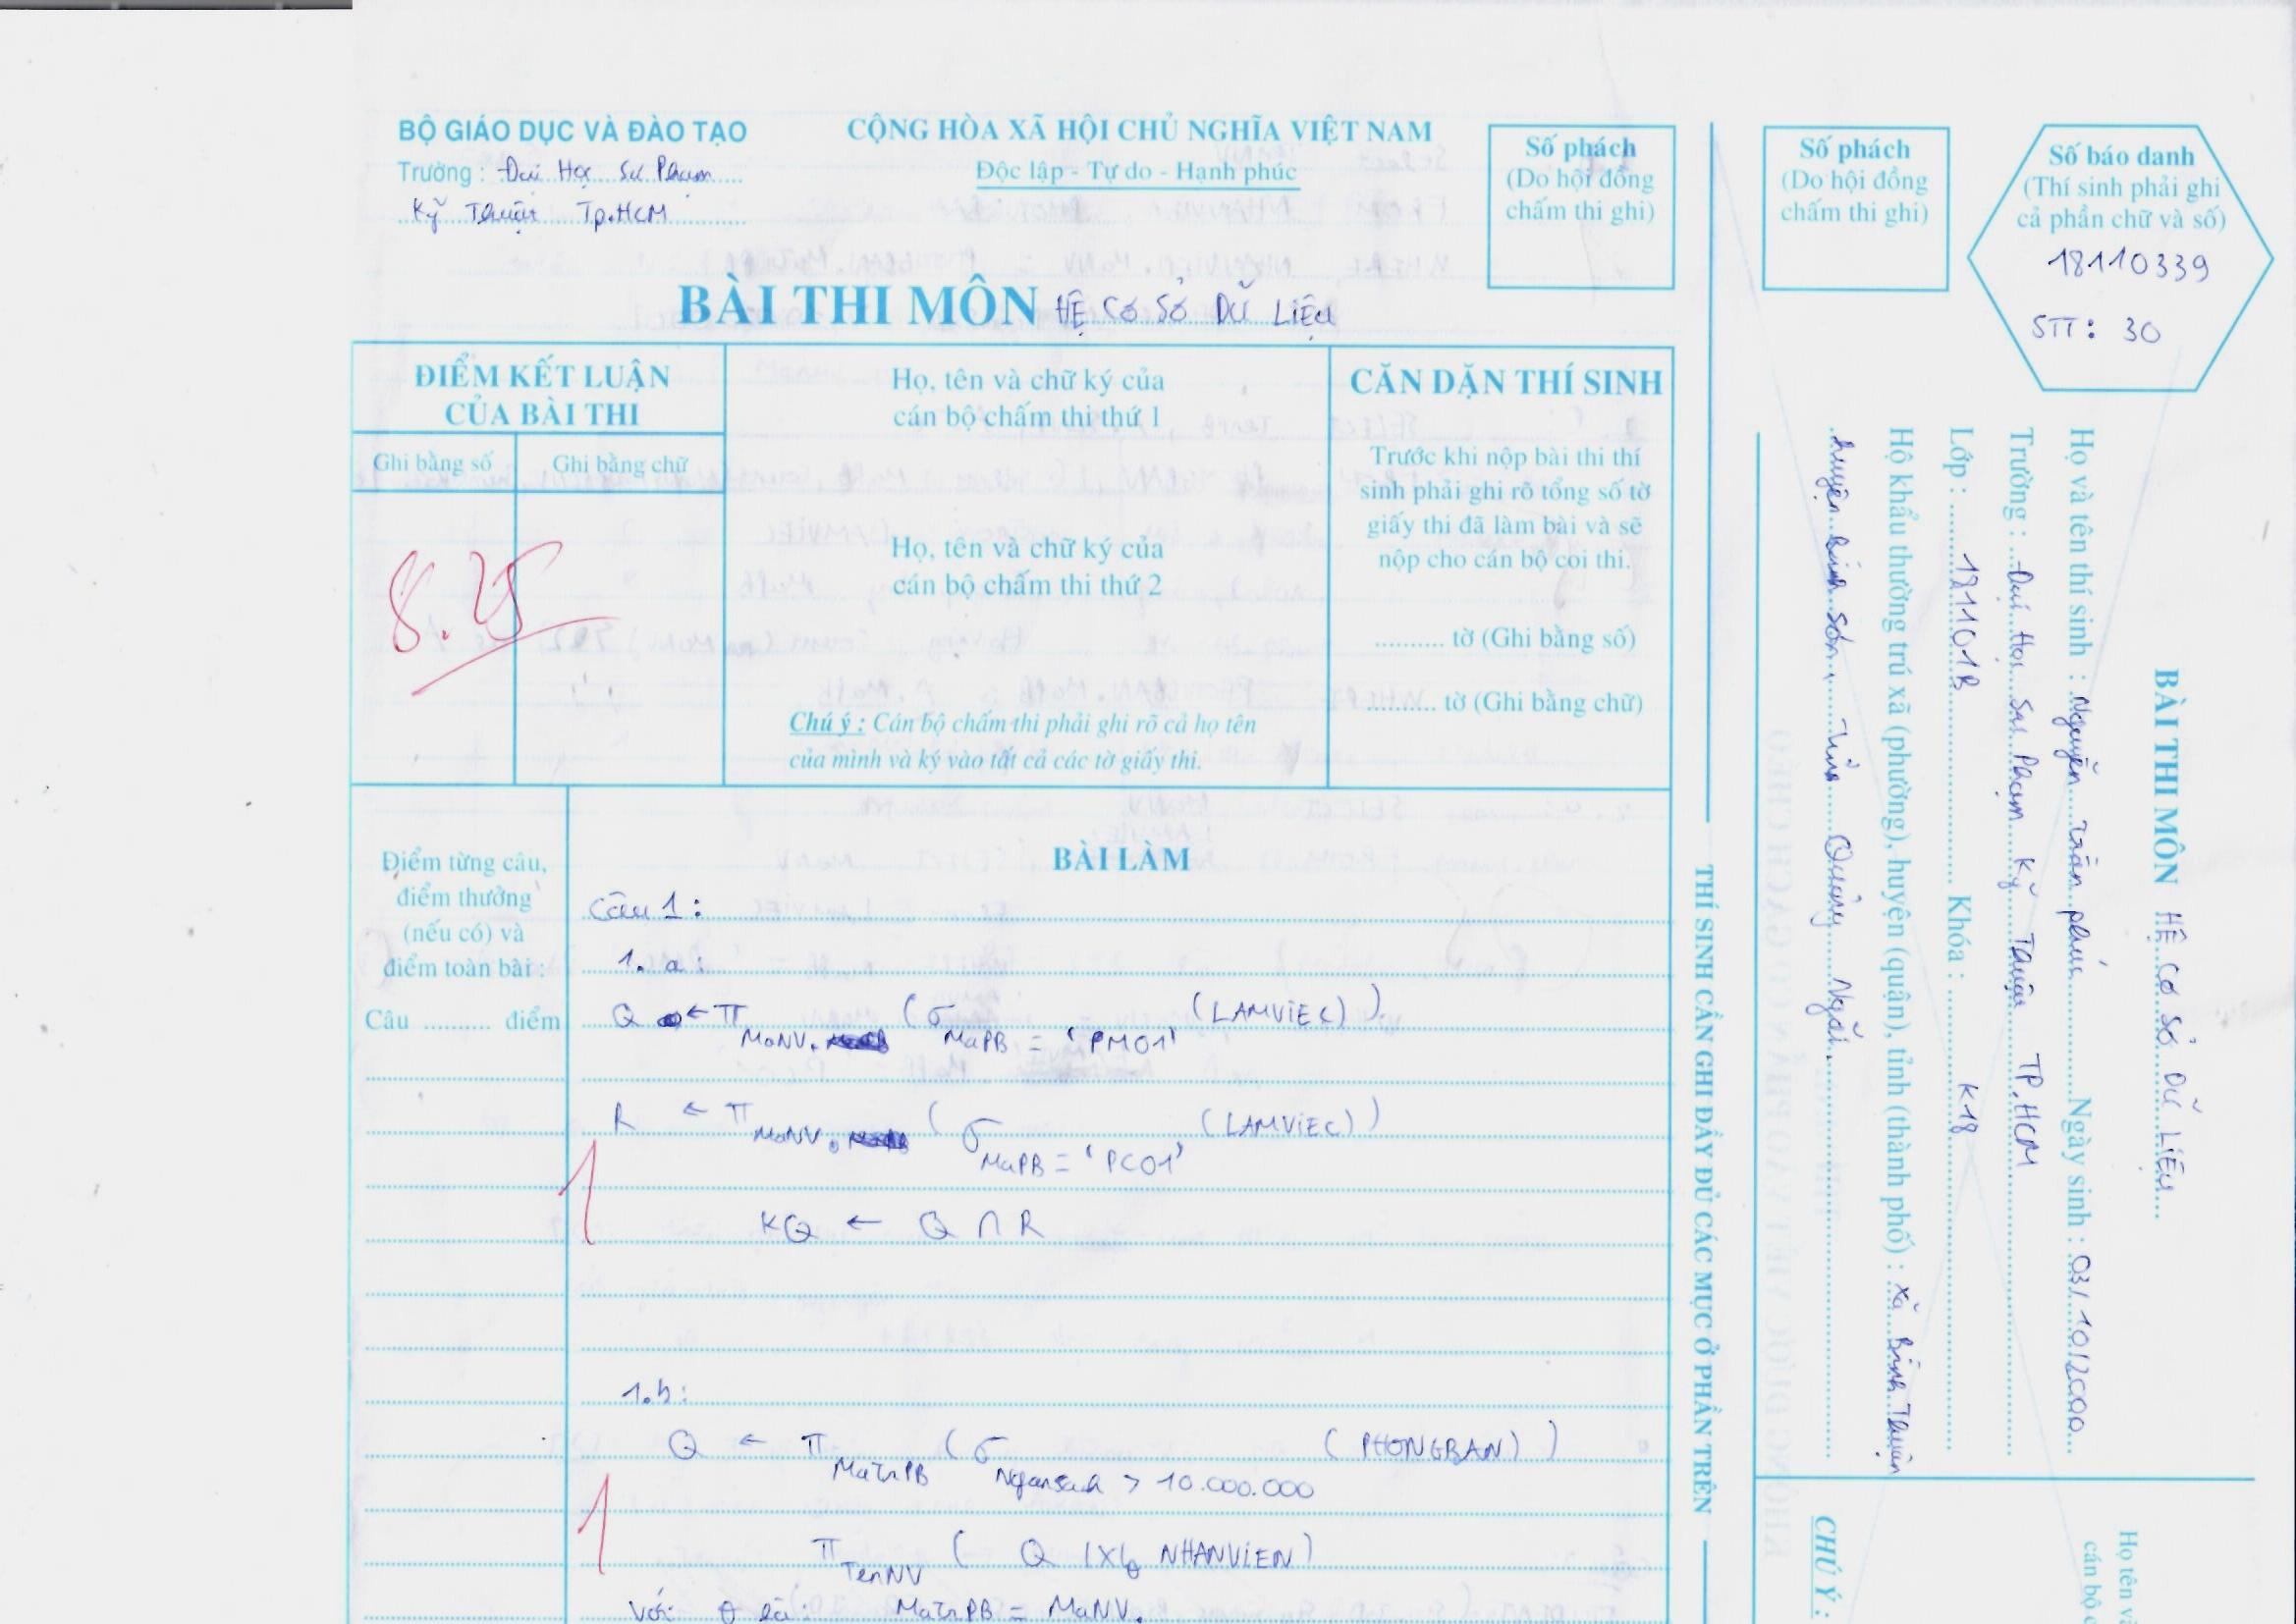 BỘ GIÁO DỤC VÀ ĐÀO TẠO
Trường : Đại Học Sư Phạm
Kỹ Thuật Tp.HCM
CỘNG HÒA XÃ HỘI CHỦ NGHĨA VIỆT NAM
Độc lập - Tự do - Hạnh phúc
Số phách
(Do hội đồng
chấm thi ghi)
BÀI THI MÔN HỆ CƠ SỞ DỮ LIỆU
ĐIỂM KẾT LUẬN
CỦA BÀI THI
Ghi bằng số
Ghi bằng chữ
8.25
Họ, tên và chữ ký của
cán bộ chấm thi thứ 1
Họ, tên và chữ ký của
cán bộ chấm thi thứ 2
Chú ý : Cán bộ chấm thi phải ghi rõ cả họ tên
của mình và ký vào tất cả các tờ giấy thi.
CĂN DẶN THÍ SINH
Trước khi nộp bài thi thí
sinh phải ghi rõ tổng số tờ
giấy thi đã làm bài và sẽ
nộp cho cán bộ coi thi.
.......... tờ (Ghi bằng số)
.......... tờ (Ghi bằng chữ)
Điểm từng câu,
điểm thưởng
(nếu có) và
điểm toàn bài :
Câu .......... điểm
BÀI LÀM
Câu 1 :
1. a :
Q ← π MaNV (σ MaPB = 'PM01' (LAMVIEC))
R ← π MaNV (σ MaPB = 'PC01' (LAMVIEC))
1
KQ ← Q ∩ R
1.b :
Q ← π MaTrPB (σ Ngansach > 10.000.000 (PHONGBAN))
1
π TenNV (Q |X|θ NHANVIEN)
Với θ là: MaTrPB = MaNV.
THÍ SINH CẦN GHI ĐẦY ĐỦ CÁC MỤC Ở PHẦN TRÊN
Số phách
(Do hội đồng
chấm thi ghi)
Số báo danh
(Thí sinh phải ghi
cả phần chữ và số)
18110339
STT : 30
BÀI THI MÔN HỆ CƠ SỞ DỮ LIỆU
Họ và tên thí sinh : Nguyễn Trần Phúc Ngày sinh : 03/10/2000
Trường : Đại Học Sư Phạm Kỹ Thuật TP.HCM
Lớp : 181101B Khóa : K18
Hộ khẩu thường trú xã (phường), huyện (quận), tỉnh (thành phố) : Xã Bình Thuận
huyện Bình Sơn, Tỉnh Quảng Ngãi.
Họ tên và
cán bộ c
CHÚ Ý :